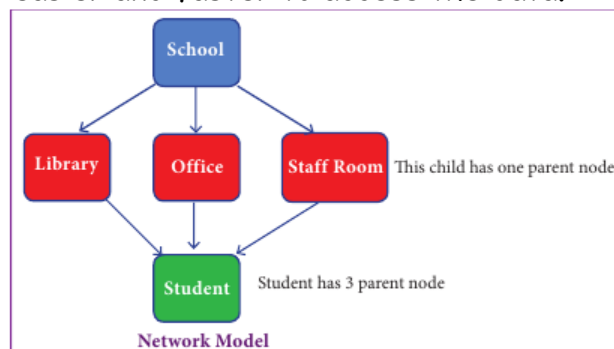 School
Library
Office
Staff Room
This child has one parent node
Student
Student has 3 parent node
Network Model